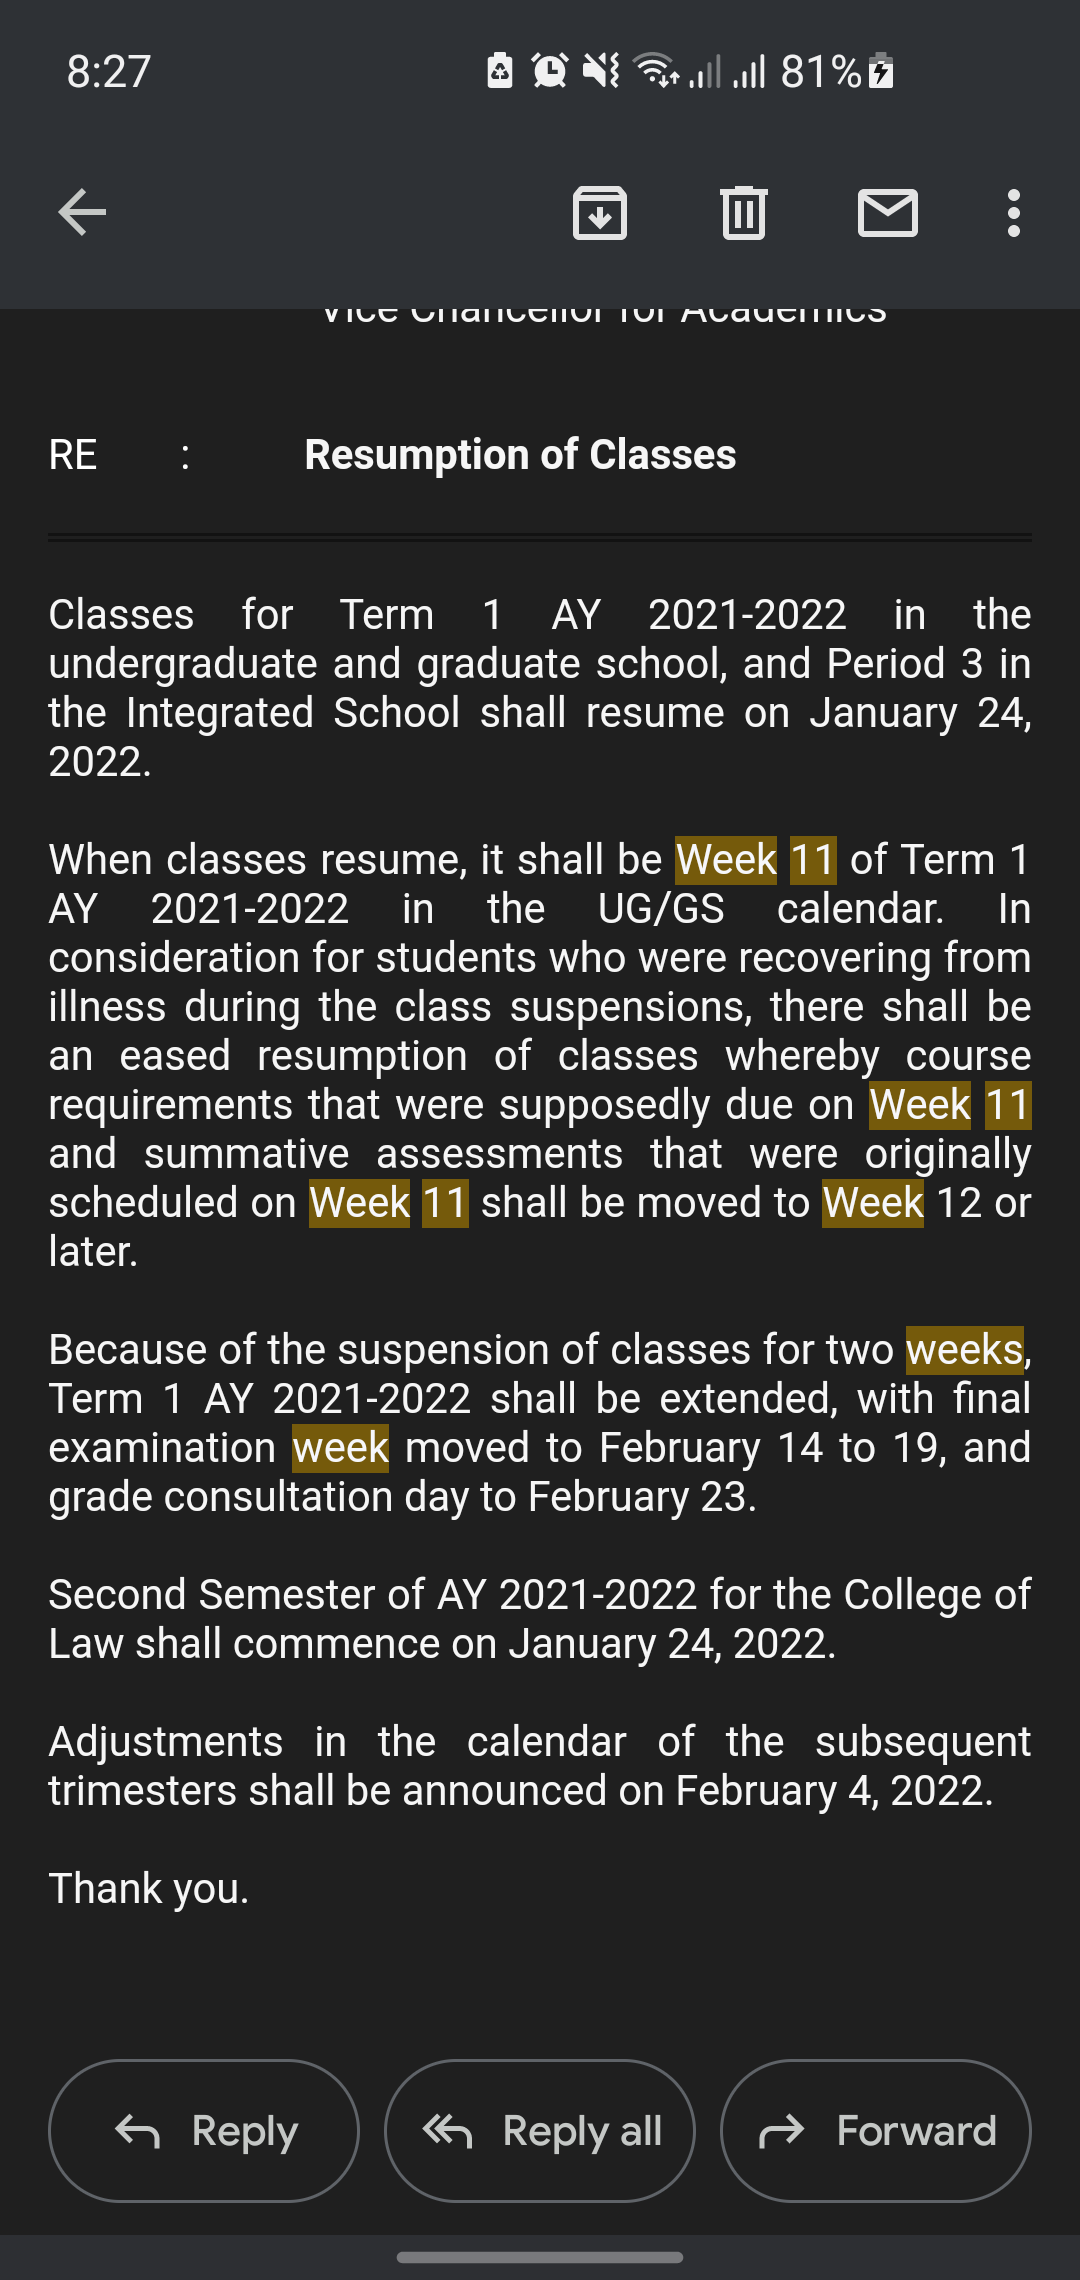 8:27 81%
Vice Chancellor for Academics
RE : Resumption of Classes
Classes for Term 1 AY 2021-2022 in the
undergraduate and graduate school, and Period 3 in
the Integrated School shall resume on January 24,
2022.
When classes resume, it shall be Week 11 of Term 1
AY 2021-2022 in the UG/GS calendar. In
consideration for students who were recovering from
illness during the class suspensions, there shall be
an eased resumption of classes whereby course
requirements that were supposedly due on Week 11
and summative assessments that were originally
scheduled on Week 11 shall be moved to Week 12 or
later.
Because of the suspension of classes for two weeks,
Term 1 AY 2021-2022 shall be extended, with final
examination week moved to February 14 to 19, and
grade consultation day to February 23.
Second Semester of AY 2021-2022 for the College of
Law shall commence on January 24, 2022.
Adjustments in the calendar of the subsequent
trimesters shall be announced on February 4, 2022.
Thank you.
Reply Reply all Forward